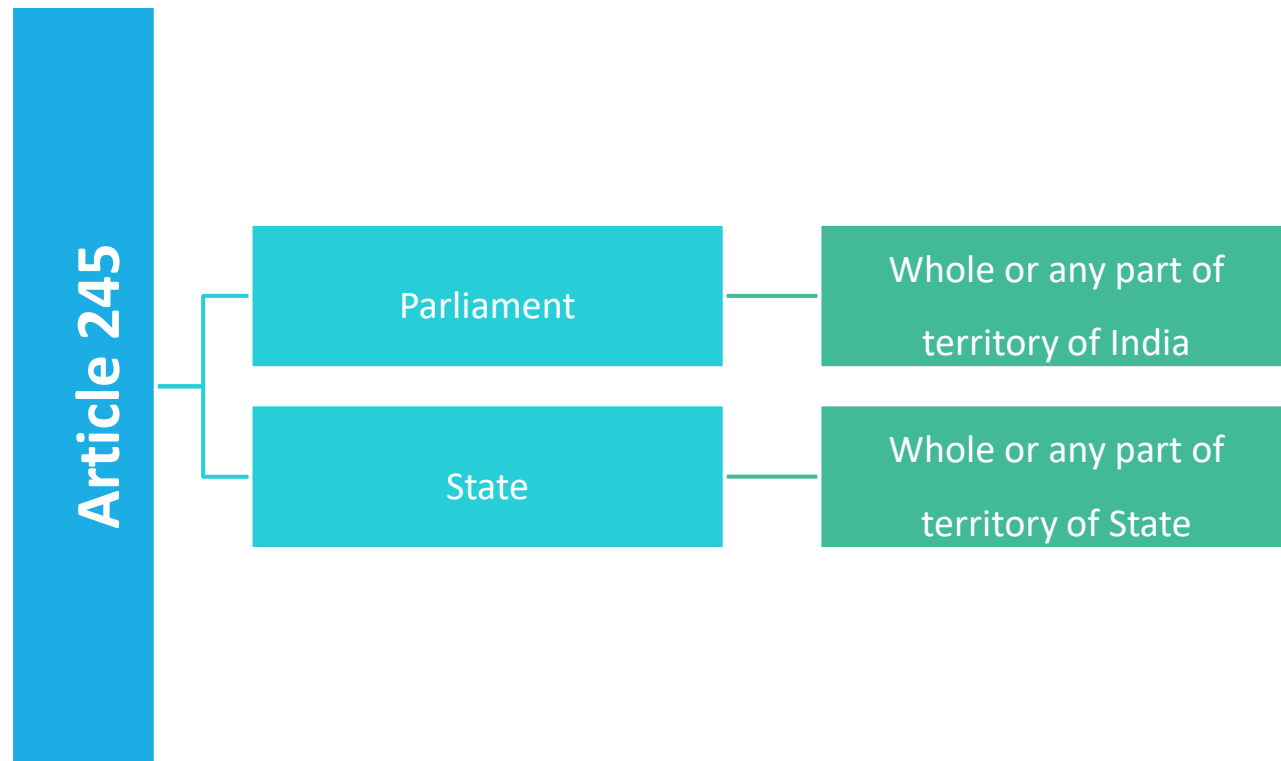 Article 245
Parliament
Whole or any part of
territory of India
State
Whole or any part of
territory of State